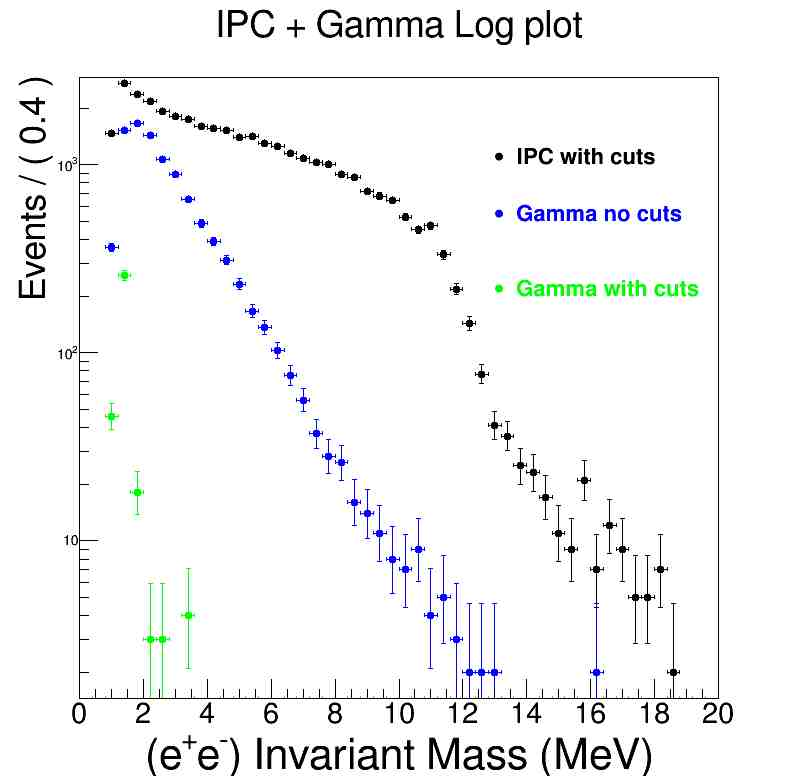 IPC + Gamma Log plot
Events / ( 0.4 )
10³
10²
10
IPC with cuts
Gamma no cuts
Gamma with cuts
0 2 4 6 8 10 12 14 16 18 20
(e⁺e⁻) Invariant Mass (MeV)